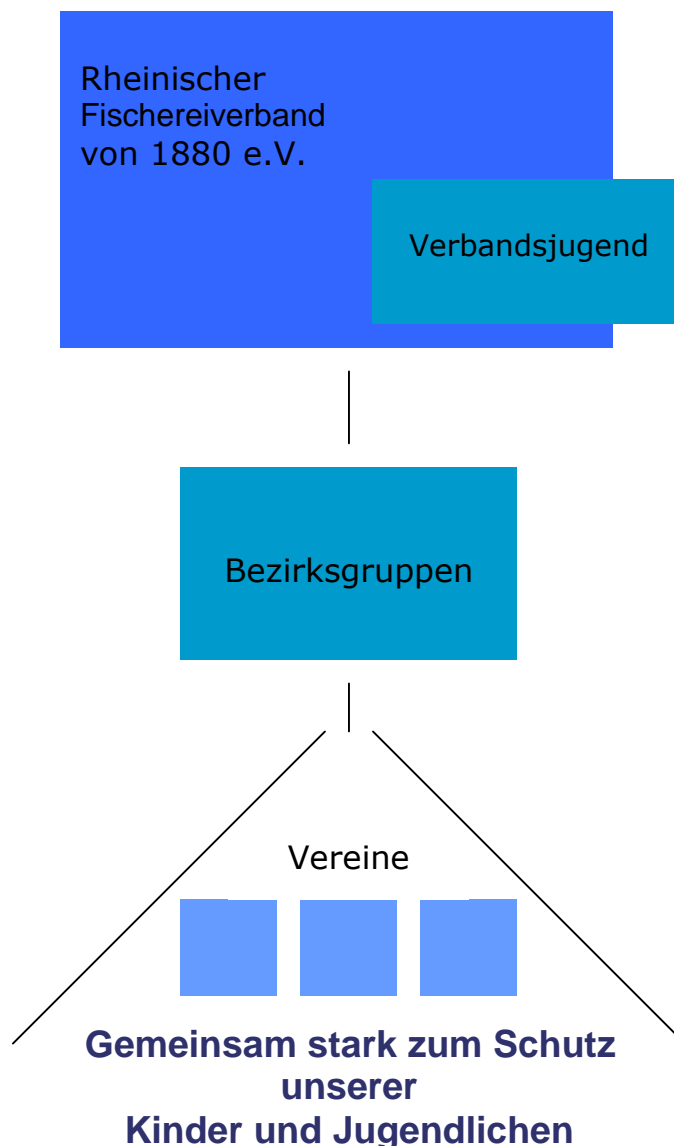 Rheinischer
Fischereiverband
von 1880 e.V.
Verbandsjugend
Bezirksgruppen
Vereine
Gemeinsam stark zum Schutz
unserer
Kinder und Jugendlichen